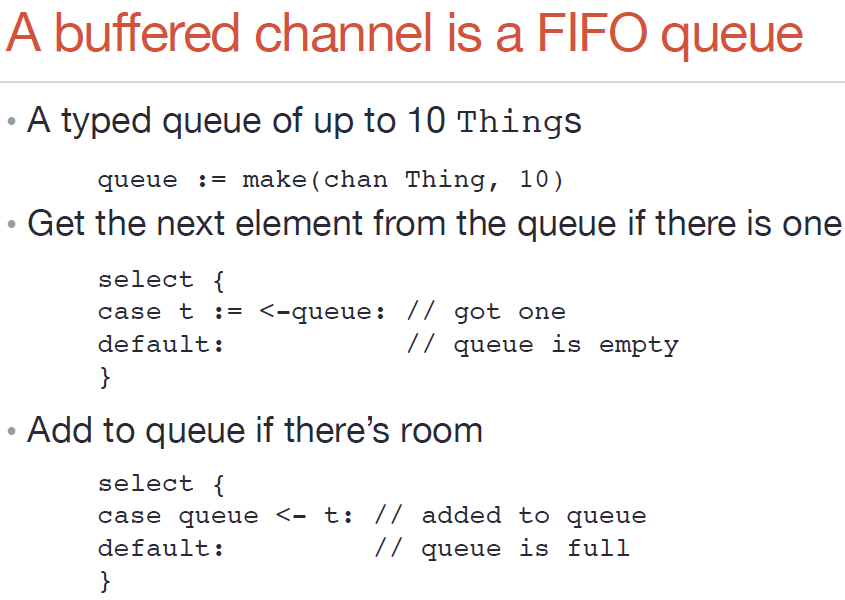 A buffered channel is a FIFO queue
• A typed queue of up to 10 Things
queue := make(chan Thing, 10)
• Get the next element from the queue if there is one
select {
case t := <-queue: // got one
default:           // queue is empty
}
• Add to queue if there’s room
select {
case queue <- t: // added to queue
default:         // queue is full
}